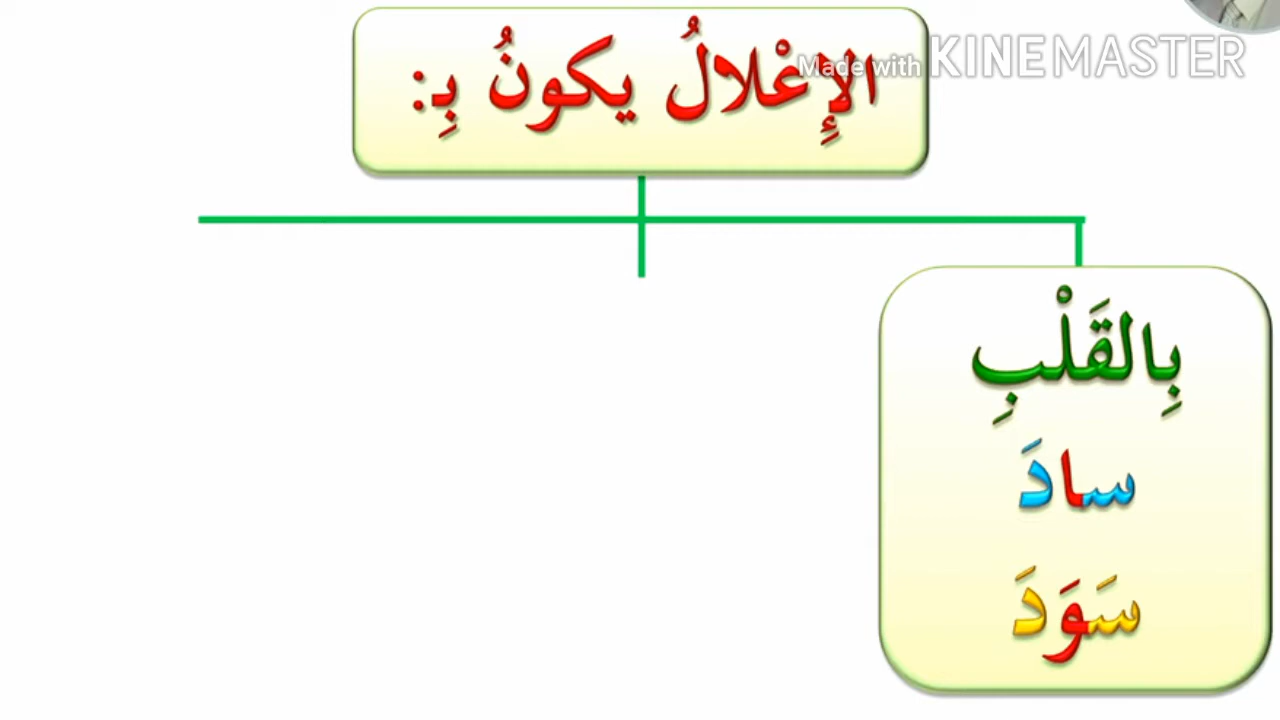 الإِعْلالُ يكونُ بِـ:
Made with KINEMASTER
بِالقَلْبِ
سادَ
سَوَدَ